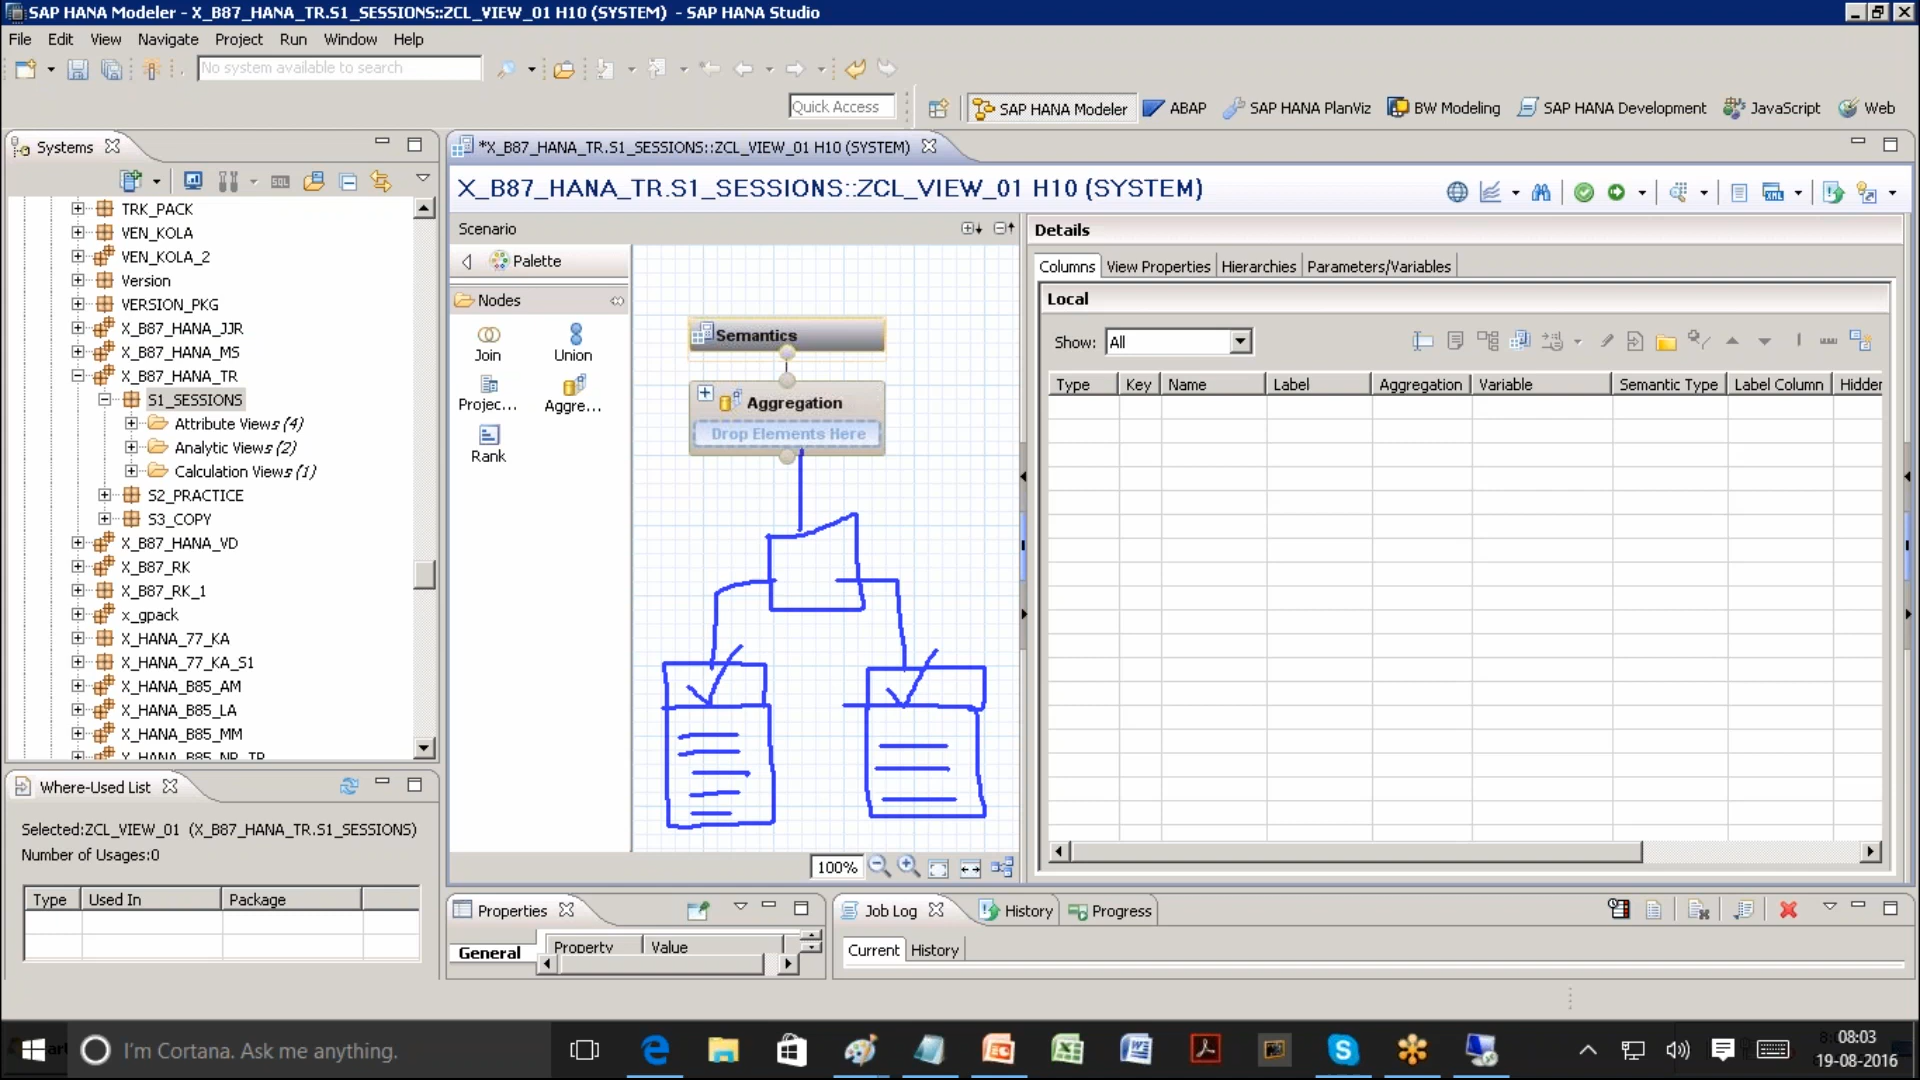 SAP HANA Modeler - X_B87_HANA_TR.S1_SESSIONS::ZCL_VIEW_01 H10 (SYSTEM) - SAP HANA Studio
File Edit View Navigate Project Run Window Help
No system available to search
Quick Access
SAP HANA Modeler
ABAP
SAP HANA PlanViz
BW Modeling
SAP HANA Development
JavaScript
Web
Systems
TRK_PACK
VEN_KOLA
VEN_KOLA_2
Version
VERSION_PKG
X_B87_HANA_JJR
X_B87_HANA_MS
X_B87_HANA_TR
S1_SESSIONS
Attribute Views (4)
Analytic Views (2)
Calculation Views (1)
S2_PRACTICE
S3_COPY
X_B87_HANA_VD
X_B87_RK
X_B87_RK_1
x_gpack
X_HANA_77_KA
X_HANA_77_KA_S1
X_HANA_B85_AM
X_HANA_B85_LA
X_HANA_B85_MM
X_HANA_B85_NR_TR
Where-Used List
Selected:ZCL_VIEW_01 (X_B87_HANA_TR.S1_SESSIONS)
Number of Usages:0
Type Used In Package
*X_B87_HANA_TR.S1_SESSIONS::ZCL_VIEW_01 H10 (SYSTEM)
X_B87_HANA_TR.S1_SESSIONS::ZCL_VIEW_01 H10 (SYSTEM)
Scenario
Palette
Nodes
Join Union
Projec... Aggre...
Rank
Semantics
Aggregation
Drop Elements Here
100%
Details
Columns View Properties Hierarchies Parameters/Variables
Local
Show: All
Type Key Name Label Aggregation Variable Semantic Type Label Column Hidden
Properties
General
Property Value
Job Log History Progress
Current History
I'm Cortana. Ask me anything.
08:03
19-08-2016